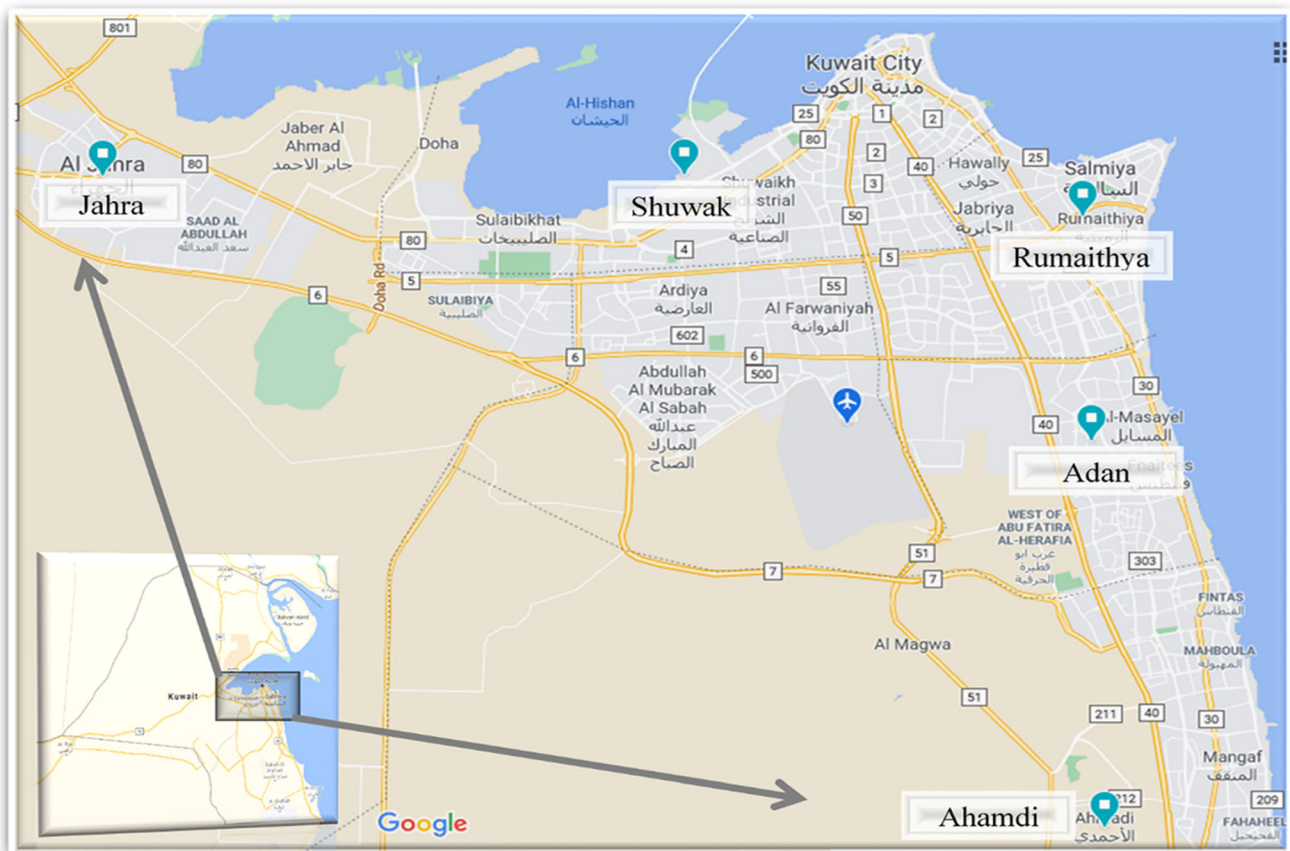 801
Kuwait City
مدينة الكويت
Al-Hishan
الحيشان
25
1
2
80
Jaber Al
Ahmad
جابر الاحمد
Doha
Al Jahra
80
2
40
Hawally
حولي
25
Salmiya
Jahra
Shuwak
Shuwaikh
Industrial
الصناعية
3
Jabriya
الجابرية
Rumaithiya
SAAD AL
ABDULLAH
سعد العبدالله
Sulaibikhat
الصليبيخات
50
80
4
5
Rumaithya
6
Doha Rd
5
SULAIBIYA
الصليبية
Ardiya
العارضية
55
Al Farwaniyah
الفروانية
602
6
6
500
30
Abdullah
Al Mubarak
Al Sabah
عبدالله
المبارك
الصباح
40
Al-Masayel
المسايل
Adan
WEST OF
ABU FATIRA
AL-HERAFIA
غرب ابو
فطيرة
الحرفية
51
7
7
303
FINTAS
الفنطاس
Al Magwa
MAHBOULA
المهبولة
Kuwait
51
211
40
30
Mangaf
المنقف
Google
Ahamdi
212
Ahmadi
الأحمدي
209
FAHAHEEL
الفحيحيل